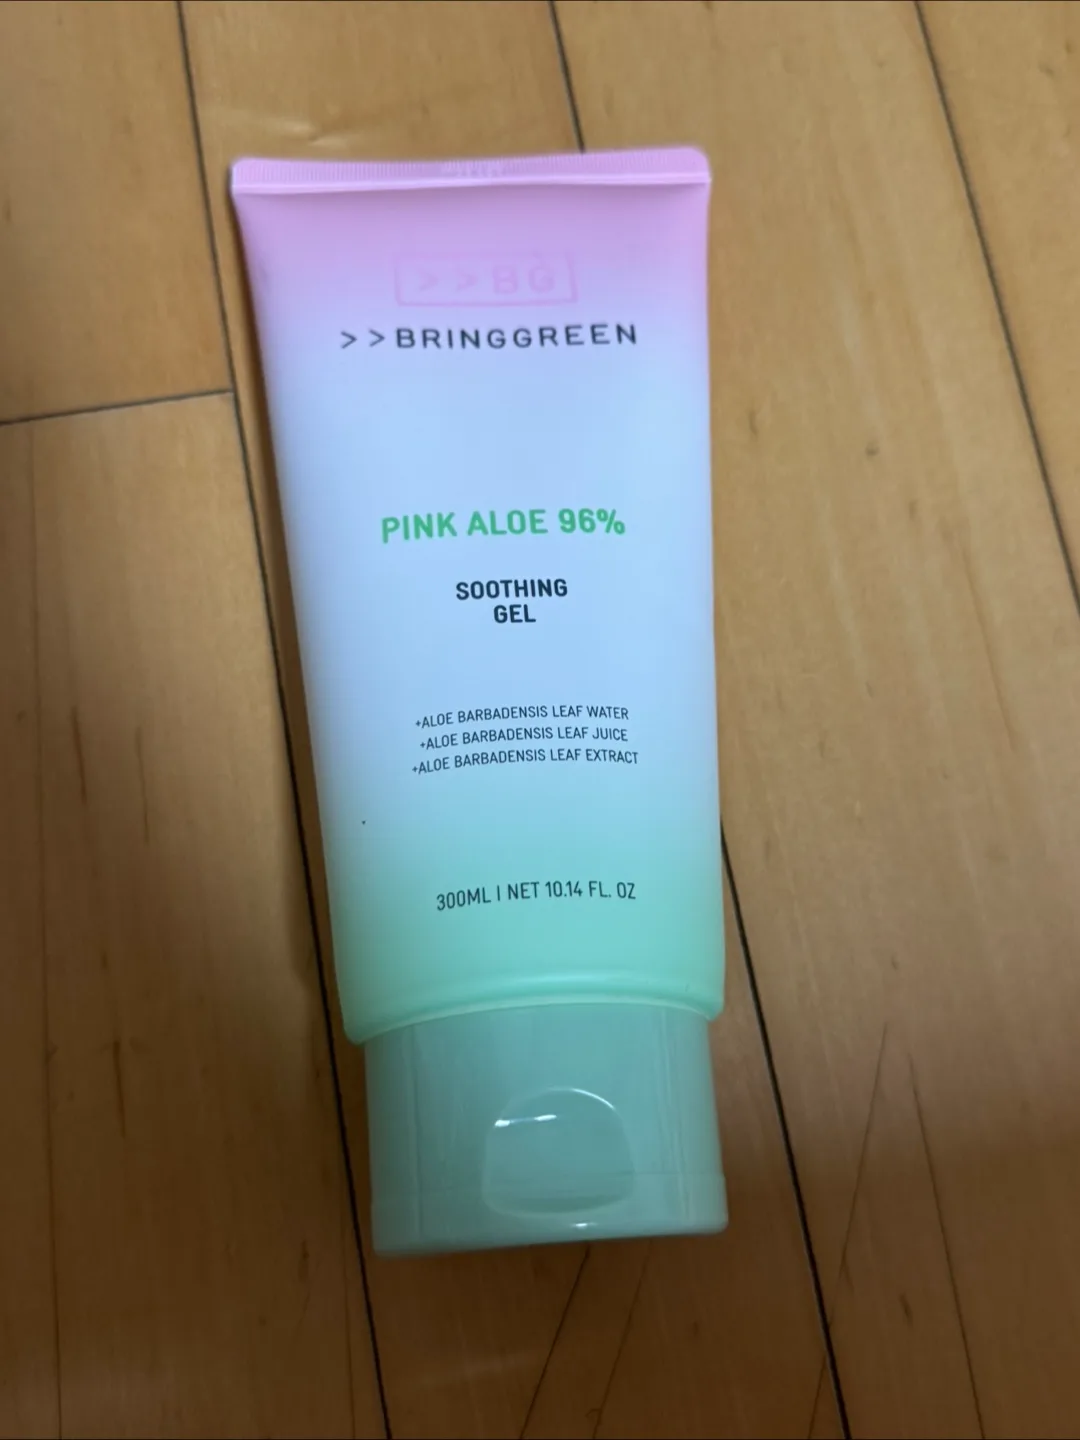 >>BG
>>BRINGGREEN
PINK ALOE 96%
SOOTHING
GEL
+ALOE BARBADENSIS LEAF WATER
+ALOE BARBADENSIS LEAF JUICE
+ALOE BARBADENSIS LEAF EXTRACT
300ML | NET 10.14 FL. OZ